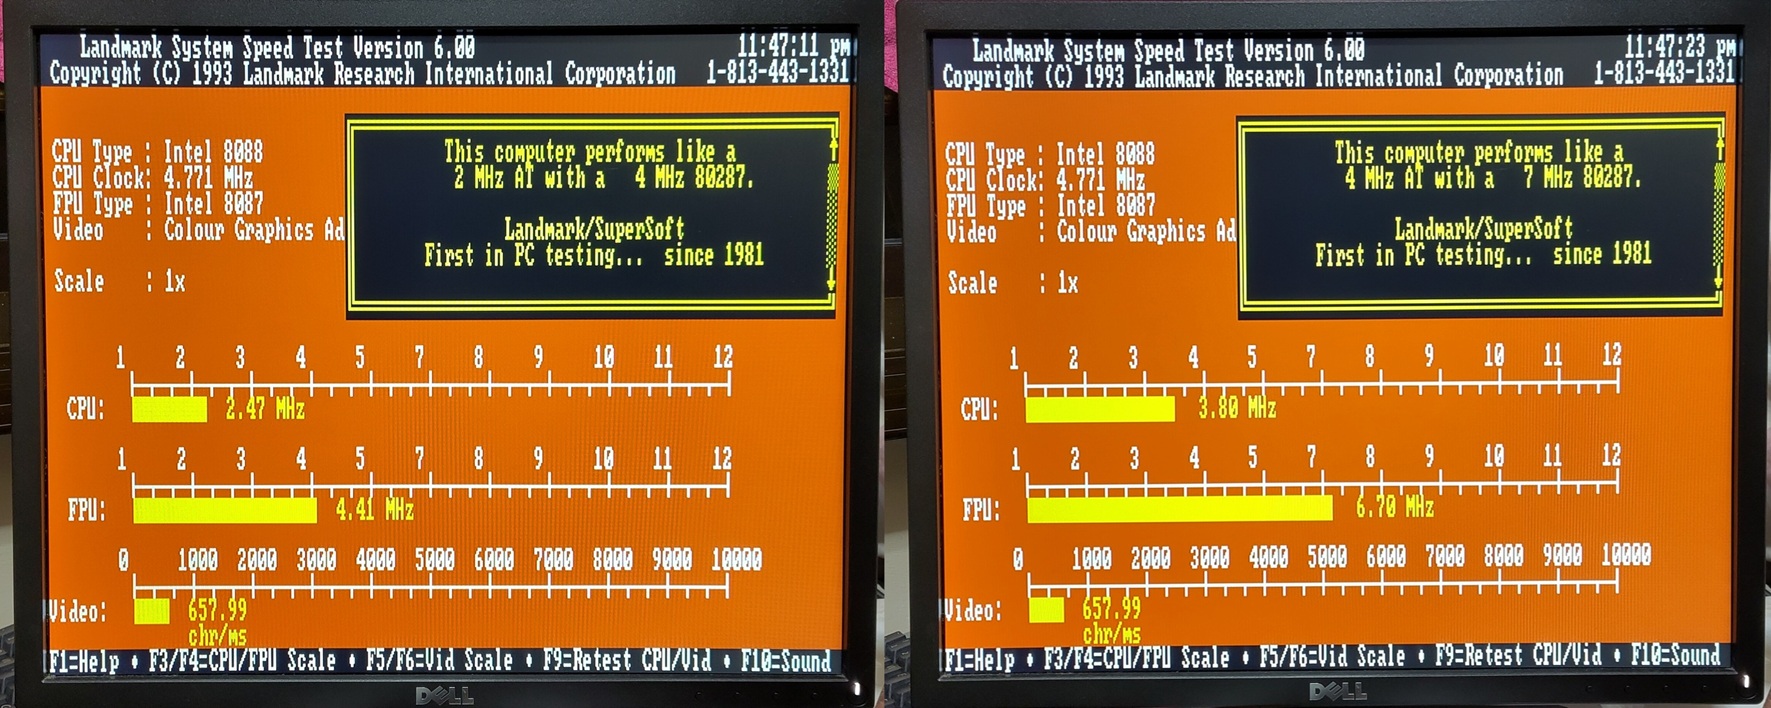 Landmark System Speed Test Version 6.00 11:47:11 pm
Copyright (C) 1993 Landmark Research International Corporation 1-813-443-1331
CPU Type : Intel 8088
CPU Clock: 4.771 MHz
FPU Type : Intel 8087
Video : Colour Graphics Ad
Scale : 1x
This computer performs like a
2 MHz AT with a 4 MHz 80287.
Landmark/SuperSoft
First in PC testing... since 1981
1 2 3 4 5 7 8 9 10 11 12
CPU: 2.47 MHz
1 2 3 4 5 7 8 9 10 11 12
FPU: 4.41 MHz
0 1000 2000 3000 4000 5000 6000 7000 8000 9000 10000
Video: 657.99
chr/ms
F1=Help • F3/F4=CPU/FPU Scale • F5/F6=Vid Scale • F9=Retest CPU/Vid • F10=Sound
DELL
Landmark System Speed Test Version 6.00 11:47:23 pm
Copyright (C) 1993 Landmark Research International Corporation 1-813-443-1331
CPU Type : Intel 8088
CPU Clock: 4.771 MHz
FPU Type : Intel 8087
Video : Colour Graphics Ad
Scale : 1x
This computer performs like a
4 MHz AT with a 7 MHz 80287.
Landmark/SuperSoft
First in PC testing... since 1981
1 2 3 4 5 7 8 9 10 11 12
CPU: 3.80 MHz
1 2 3 4 5 7 8 9 10 11 12
FPU: 6.70 MHz
0 1000 2000 3000 4000 5000 6000 7000 8000 9000 10000
Video: 657.99
chr/ms
F1=Help • F3/F4=CPU/FPU Scale • F5/F6=Vid Scale • F9=Retest CPU/Vid • F10=Sound
DELL